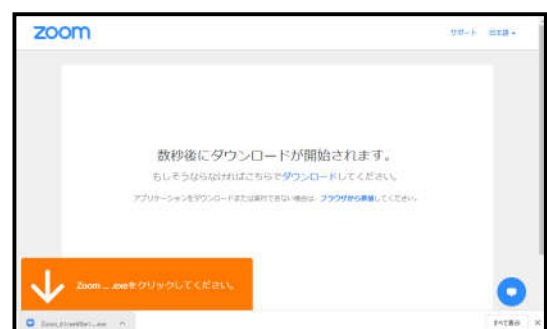 zoom
サポート 日本語
数秒後にダウンロードが開始されます。
もしそうならなければこちらでダウンロードしてください。
アプリケーションをダウンロードまたは実行できない場合は、ブラウザから参加してください。
Zoom ... .exeをクリックしてください。
すべて表示